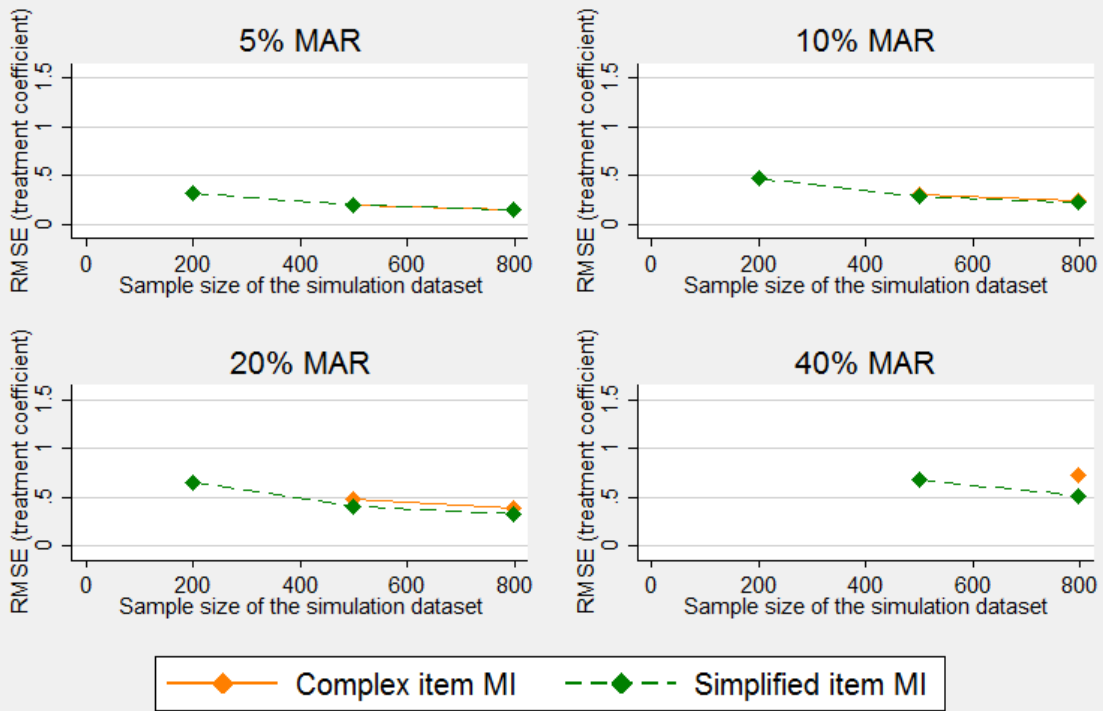 5% MAR
RMSE (treatment coefficient)
1.5
1
.5
0
0 200 400 600 800
Sample size of the simulation dataset
10% MAR
RMSE (treatment coefficient)
1.5
1
.5
0
0 200 400 600 800
Sample size of the simulation dataset
20% MAR
RMSE (treatment coefficient)
1.5
1
.5
0
0 200 400 600 800
Sample size of the simulation dataset
40% MAR
RMSE (treatment coefficient)
1.5
1
.5
0
0 200 400 600 800
Sample size of the simulation dataset
Complex item MI Simplified item MI